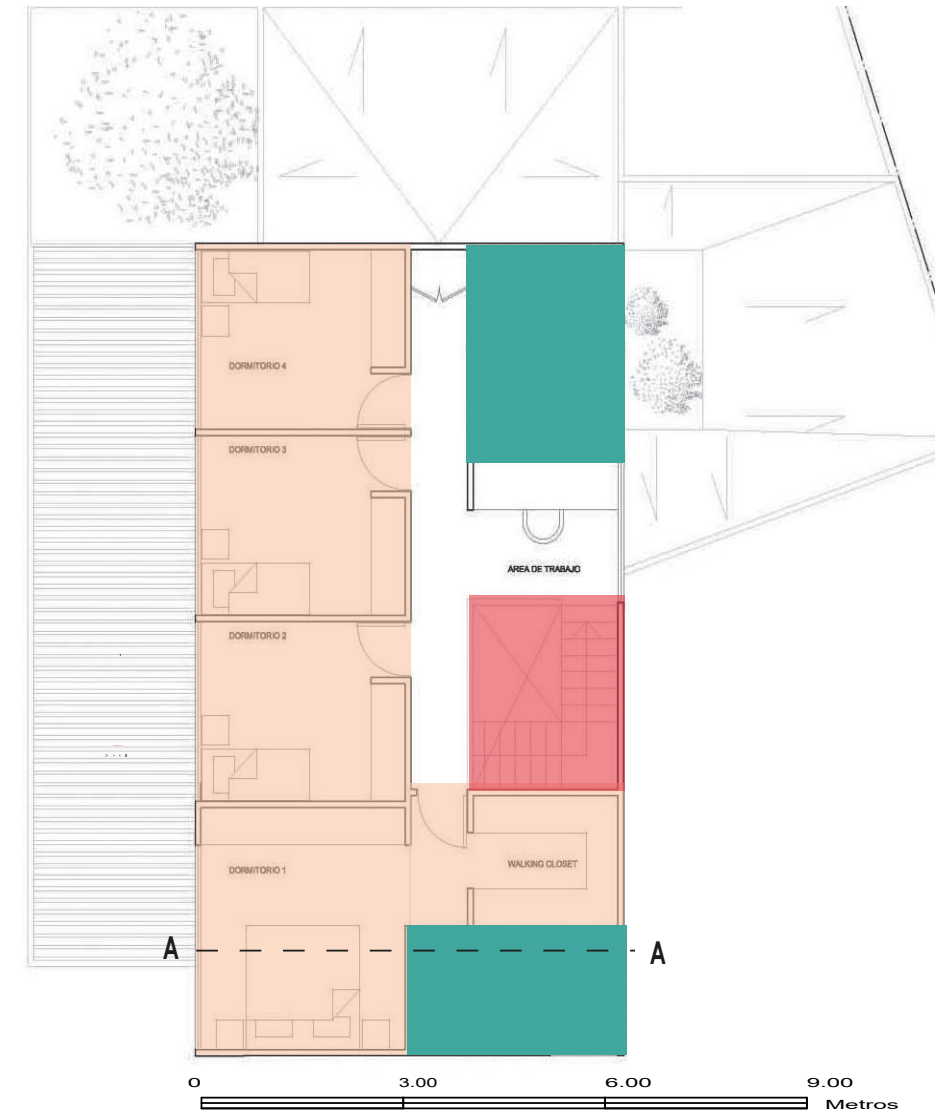 DORMITORIO 4
DORMITORIO 3
AREA DE TRABAJO
DORMITORIO 2
DORMITORIO 1
WALKING CLOSET
A A
0 3.00 6.00 9.00
Metros